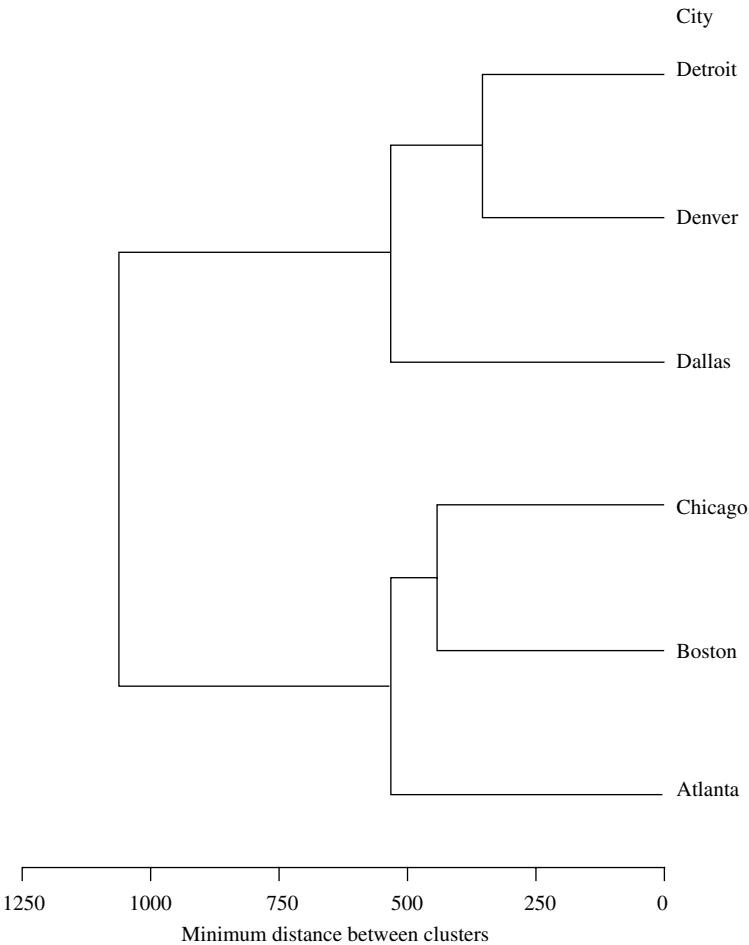 City
Detroit
Denver
Dallas
Chicago
Boston
Atlanta
1250 1000 750 500 250 0
Minimum distance between clusters